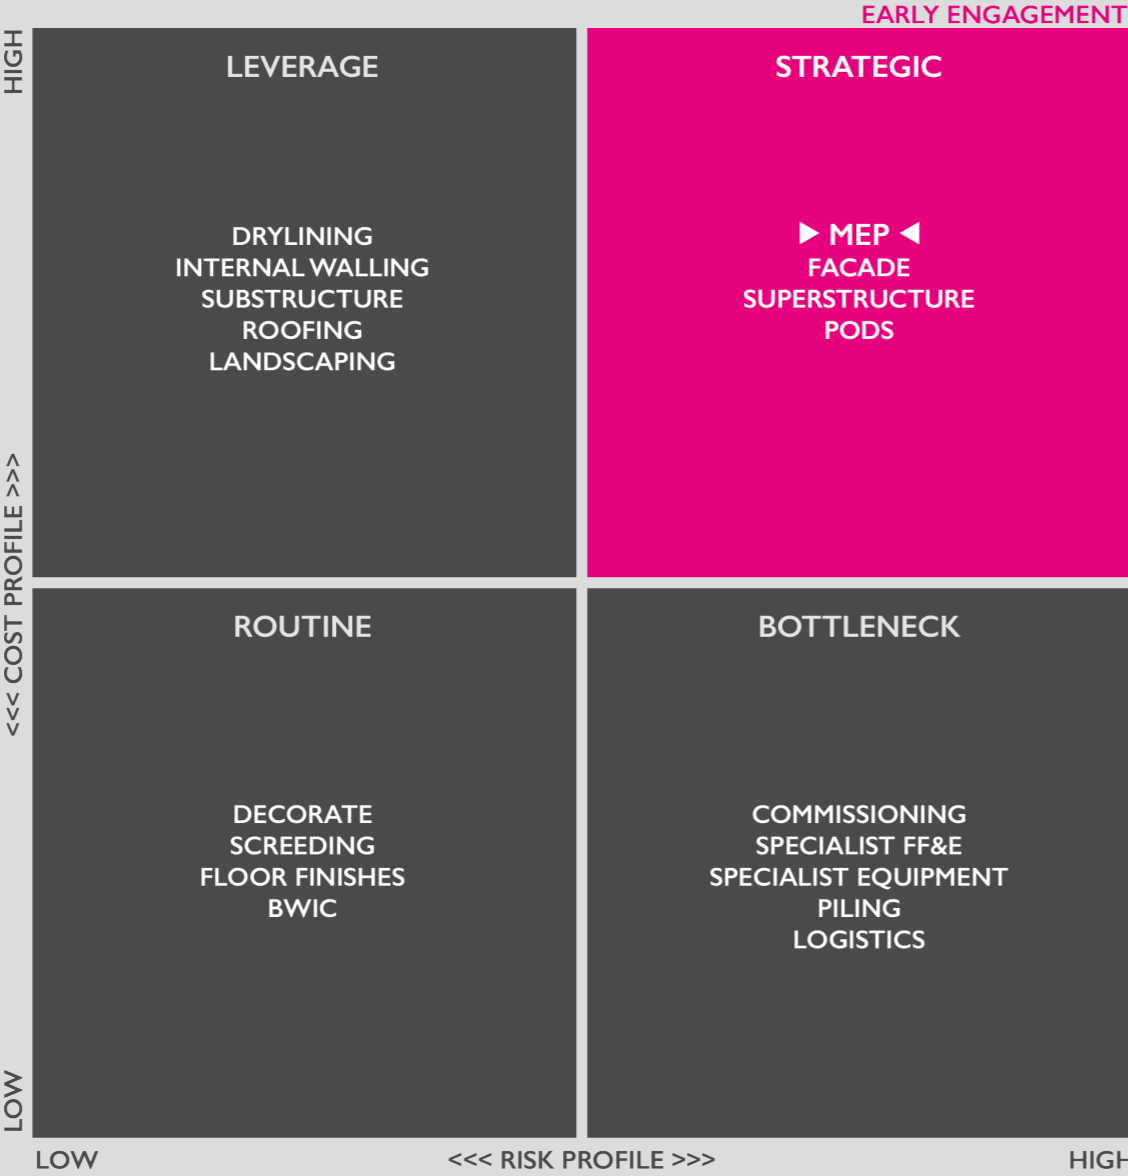 EARLY ENGAGEMENT
HIGH
LEVERAGE
DRYLINING
INTERNAL WALLING
SUBSTRUCTURE
ROOFING
LANDSCAPING
STRATEGIC
▶ MEP ◀
FACADE
SUPERSTRUCTURE
PODS
<<< COST PROFILE >>>
ROUTINE
DECORATE
SCREEDING
FLOOR FINISHES
BWIC
BOTTLENECK
COMMISSIONING
SPECIALIST FF&E
SPECIALIST EQUIPMENT
PILING
LOGISTICS
LOW
LOW
<<< RISK PROFILE >>>
HIGH